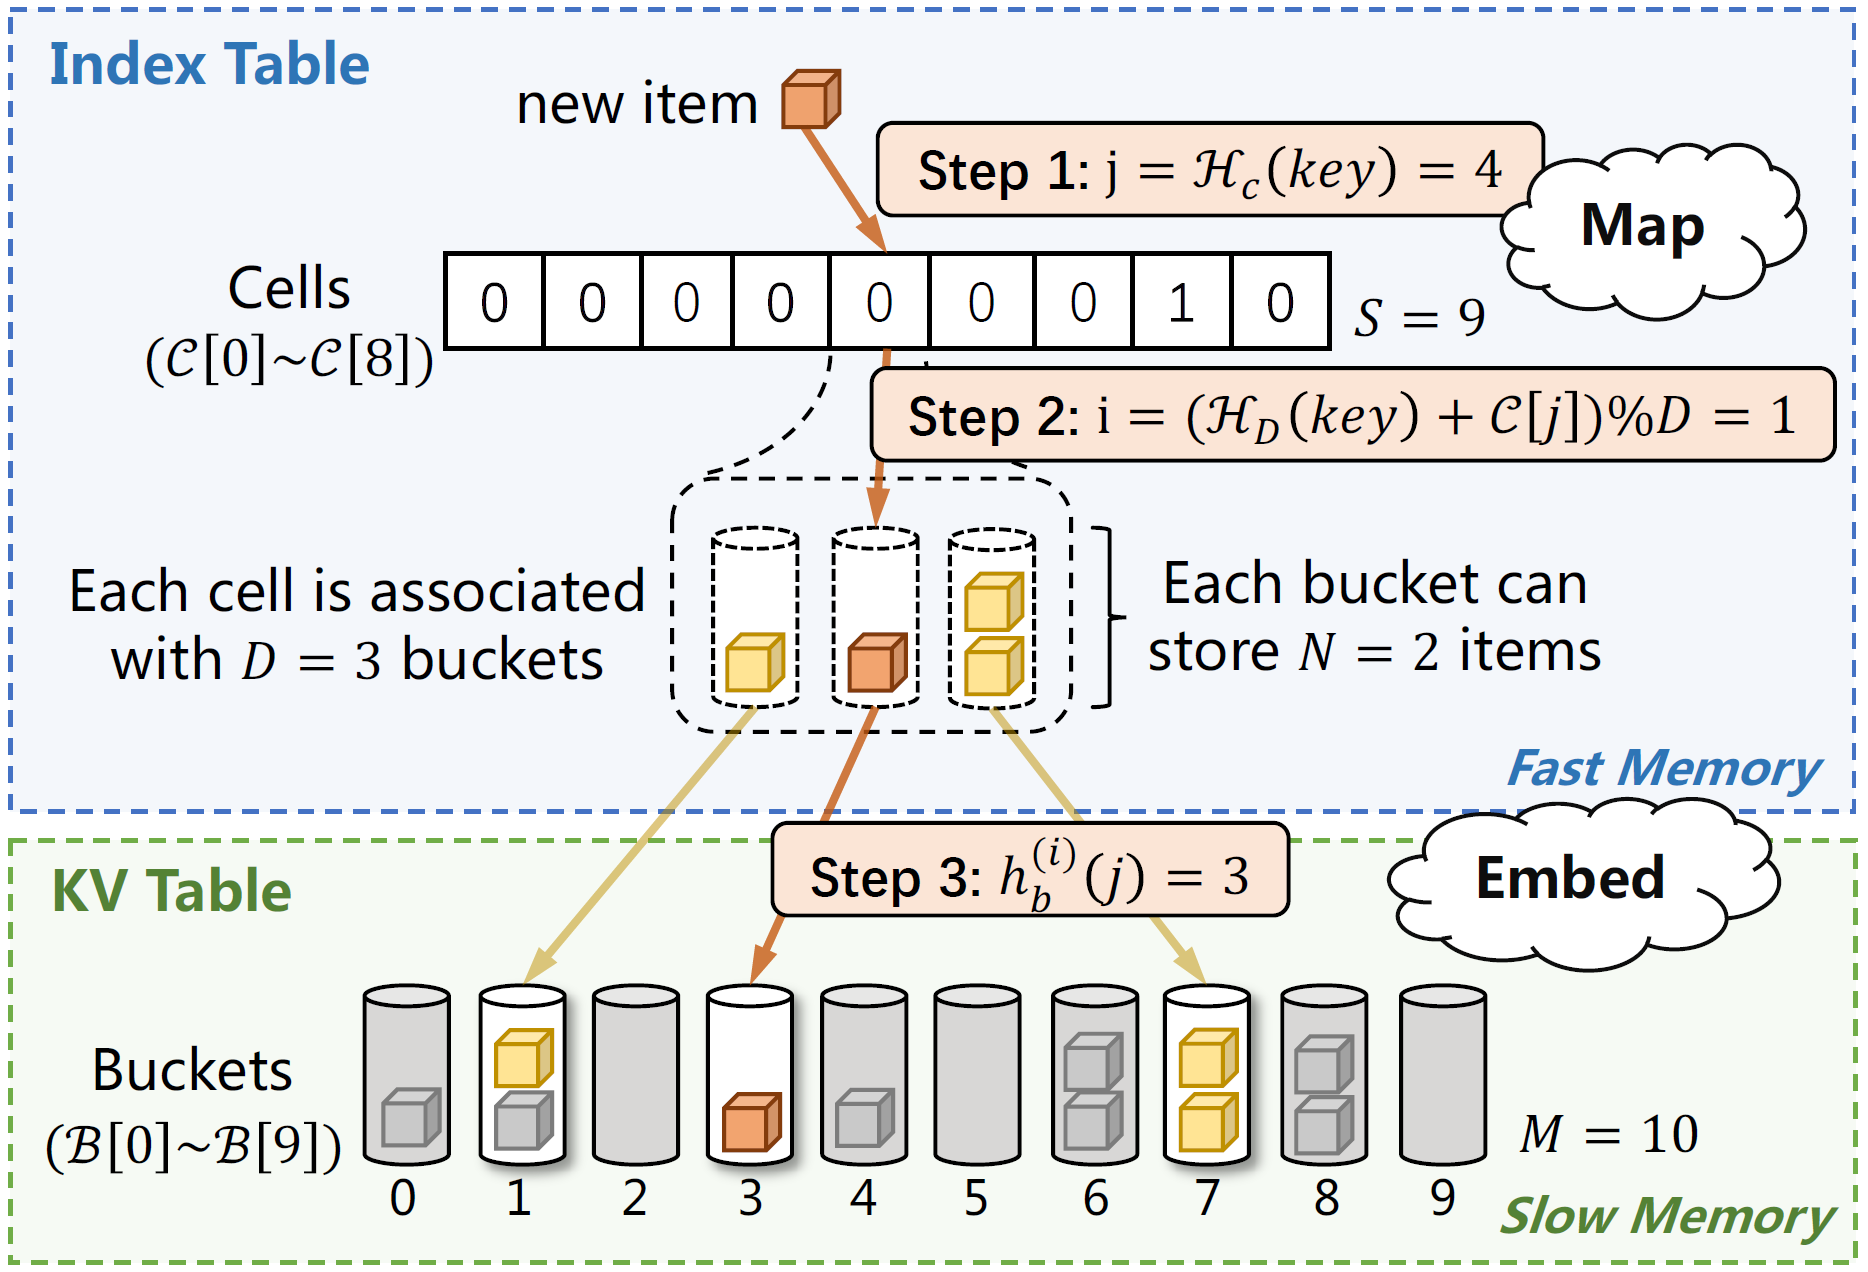 Index Table
new item
Step 1: j = ℋ_c(key) = 4
Map
Cells
(𝒞[0]~𝒞[8])
0 0 0 0 0 0 0 1 0
S = 9
Step 2: i = (ℋ_D(key) + 𝒞[j])%D = 1
Each cell is associated
with D = 3 buckets
Each bucket can
store N = 2 items
Fast Memory
KV Table
Step 3: h_b^(i)(j) = 3
Embed
Buckets
(ℬ[0]~ℬ[9])
M = 10
0 1 2 3 4 5 6 7 8 9
Slow Memory